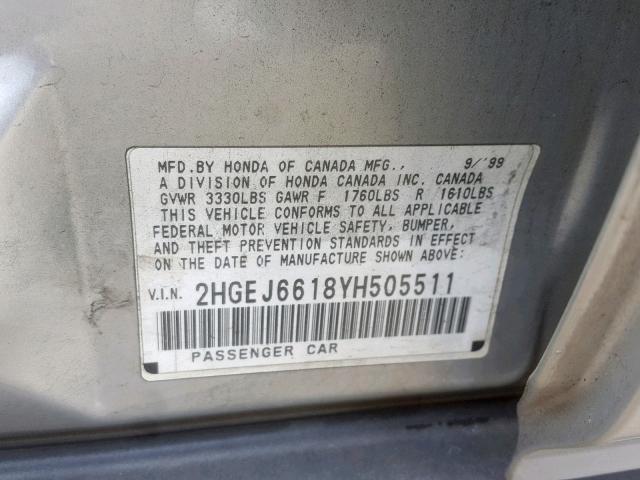 MFD.BY HONDA OF CANADA MFG., 9/'99
A DIVISION OF HONDA CANADA INC. CANADA
GVWR 3330LBS GAWR F 1760LBS R 1610LBS
THIS VEHICLE CONFORMS TO ALL APPLICABLE
FEDERAL MOTOR VEHICLE SAFETY, BUMPER,
AND THEFT PREVENTION STANDARDS IN EFFECT
ON THE DATE OF MANUFACTURE SHOWN ABOVE:
V.I.N. 2HGEJ6618YH505511
PASSENGER CAR